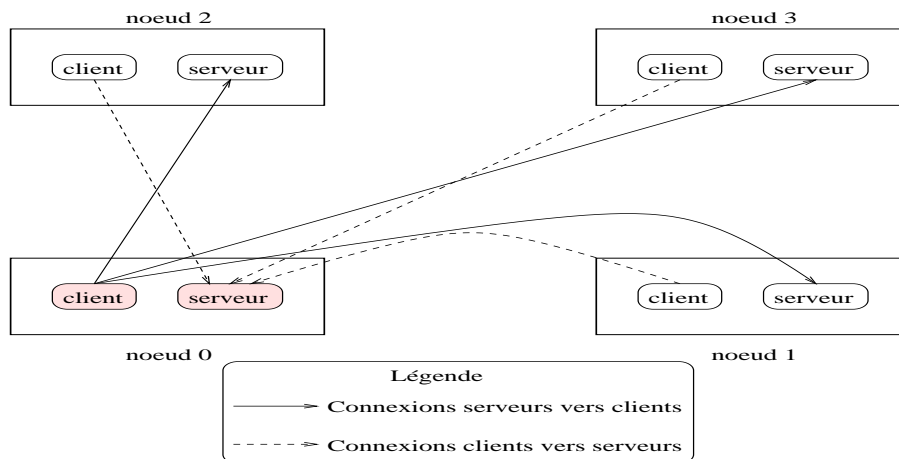 noeud 2
noeud 3
client
serveur
client
serveur
client
serveur
client
serveur
noeud 0
noeud 1
Légende
Connexions serveurs vers clients
Connexions clients vers serveurs